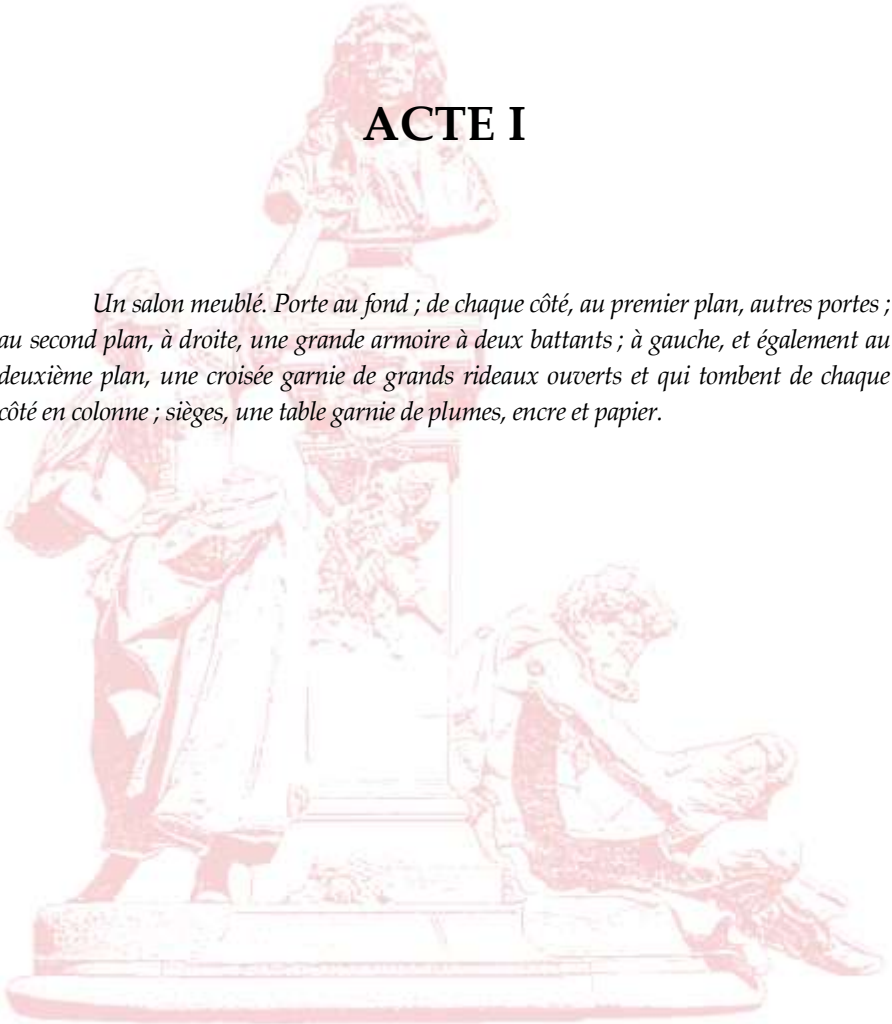 ACTE I
Un salon meublé. Porte au fond ; de chaque côté, au premier plan, autres portes ;
au second plan, à droite, une grande armoire à deux battants ; à gauche, et également au
deuxième plan, une croisée garnie de grands rideaux ouverts et qui tombent de chaque
côté en colonne ; sièges, une table garnie de plumes, encre et papier.